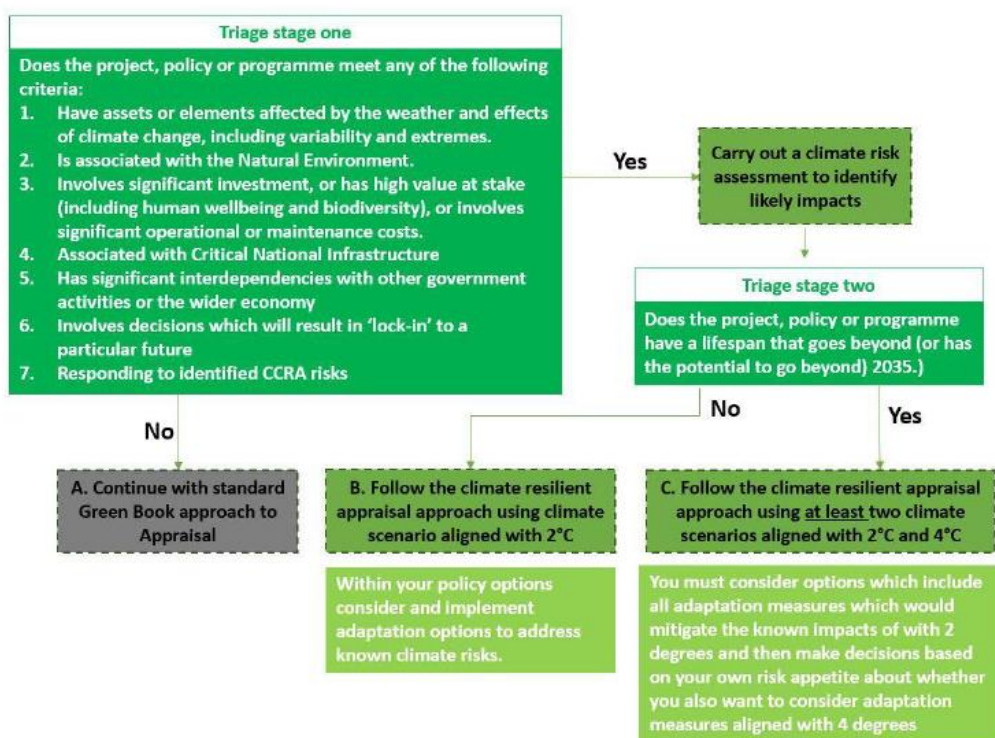 Triage stage one
Does the project, policy or programme meet any of the following
criteria:
1. Have assets or elements affected by the weather and effects
of climate change, including variability and extremes.
2. Is associated with the Natural Environment.
3. Involves significant investment, or has high value at stake
(including human wellbeing and biodiversity), or involves
significant operational or maintenance costs.
4. Associated with Critical National Infrastructure
5. Has significant interdependencies with other government
activities or the wider economy
6. Involves decisions which will result in ‘lock-in’ to a
particular future
7. Responding to identified CCRA risks
Yes
Carry out a climate risk
assessment to identify
likely impacts
Triage stage two
Does the project, policy or programme
have a lifespan that goes beyond (or has
the potential to go beyond) 2035.)
No
No
Yes
A. Continue with standard
Green Book approach to
Appraisal
B. Follow the climate resilient
appraisal approach using climate
scenario aligned with 2°C
C. Follow the climate resilient appraisal
approach using at least two climate
scenarios aligned with 2°C and 4°C
Within your policy options
consider and implement
adaptation options to address
known climate risks.
You must consider options which include
all adaptation measures which would
mitigate the known impacts of with 2
degrees and then make decisions based
on your own risk appetite about whether
you also want to consider adaptation
measures aligned with 4 degrees